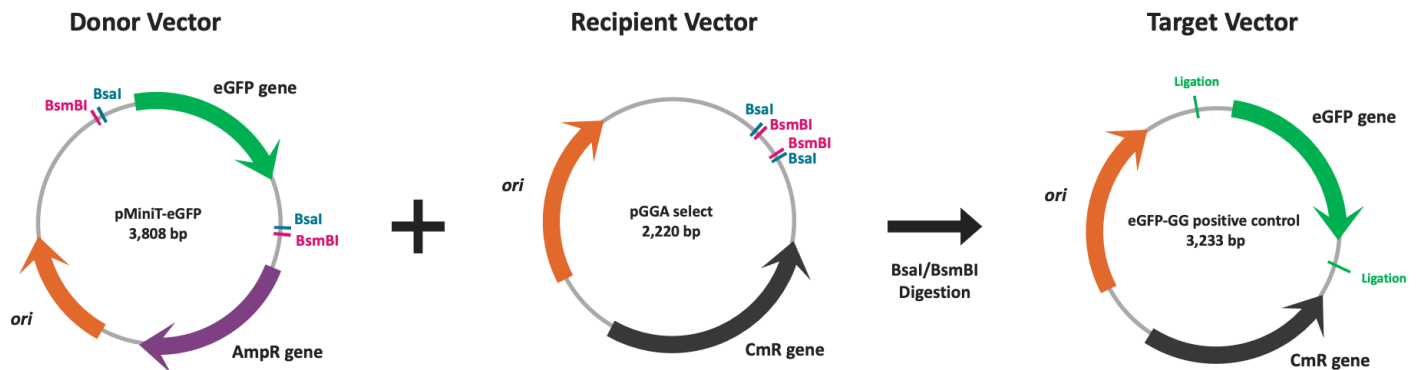 Donor Vector
BsmBI
BsaI
eGFP gene
pMiniT-eGFP
3,808 bp
BsaI
BsmBI
ori
AmpR gene
+
Recipient Vector
BsaI
BsmBI
BsmBI
BsaI
ori
pGGA select
2,220 bp
CmR gene
BsaI/BsmBI
Digestion
Target Vector
Ligation
eGFP gene
ori
eGFP-GG positive control
3,233 bp
Ligation
CmR gene